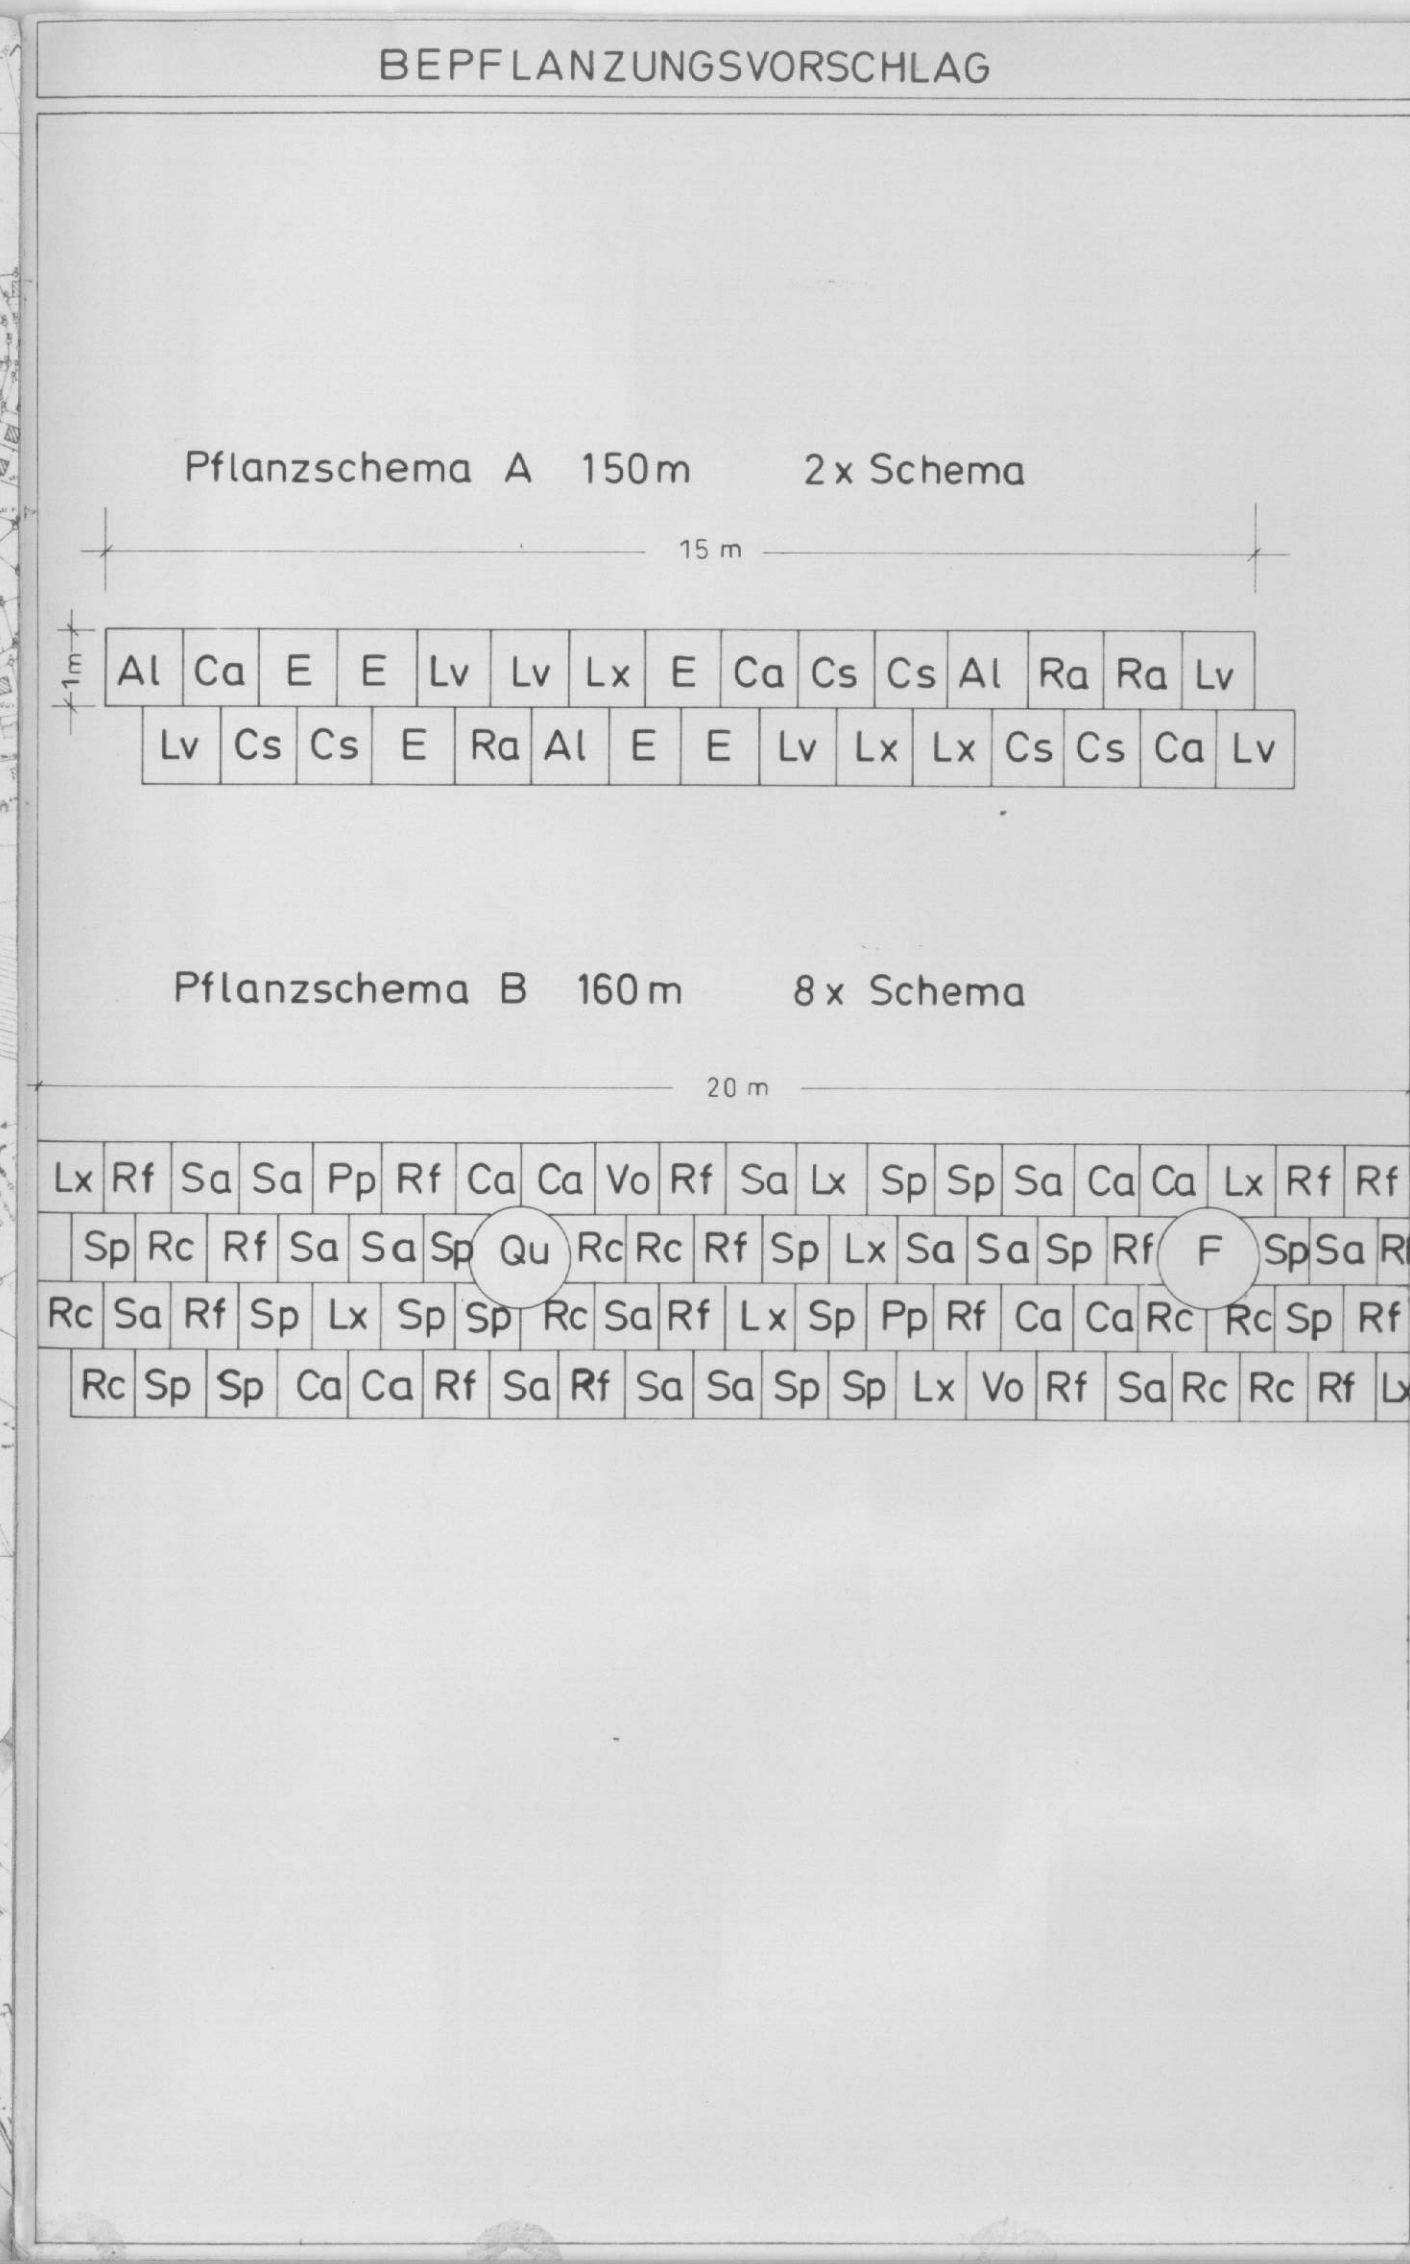 BEPFLANZUNGSVORSCHLAG
Pflanzschema A 150m 2x Schema
15 m
1m
Al Ca E E Lv Lv Lx E Ca Cs Cs Al Ra Ra Lv
Lv Cs Cs E Ra Al E E Lv Lx Lx Cs Cs Ca Lv
Pflanzschema B 160m 8x Schema
20 m
Lx Rf Sa Sa Pp Rf Ca Ca Vo Rf Sa Lx Sp Sp Sa Ca Ca Lx Rf Rf
Sp Rc Rf Sa Sa Sp Qu Rc Rc Rf Sp Lx Sa Sa Sp Rf F Sp Sa
Rc Sa Rf Sp Lx Sp Sp Rc Sa Rf Lx Sp Pp Rf Ca Ca Rc Rc Sp Rf
Rc Sp Sp Ca Ca Rf Sa Rf Sa Sa Sp Sp Lx Vo Rf Sa Rc Rc Rf Lx